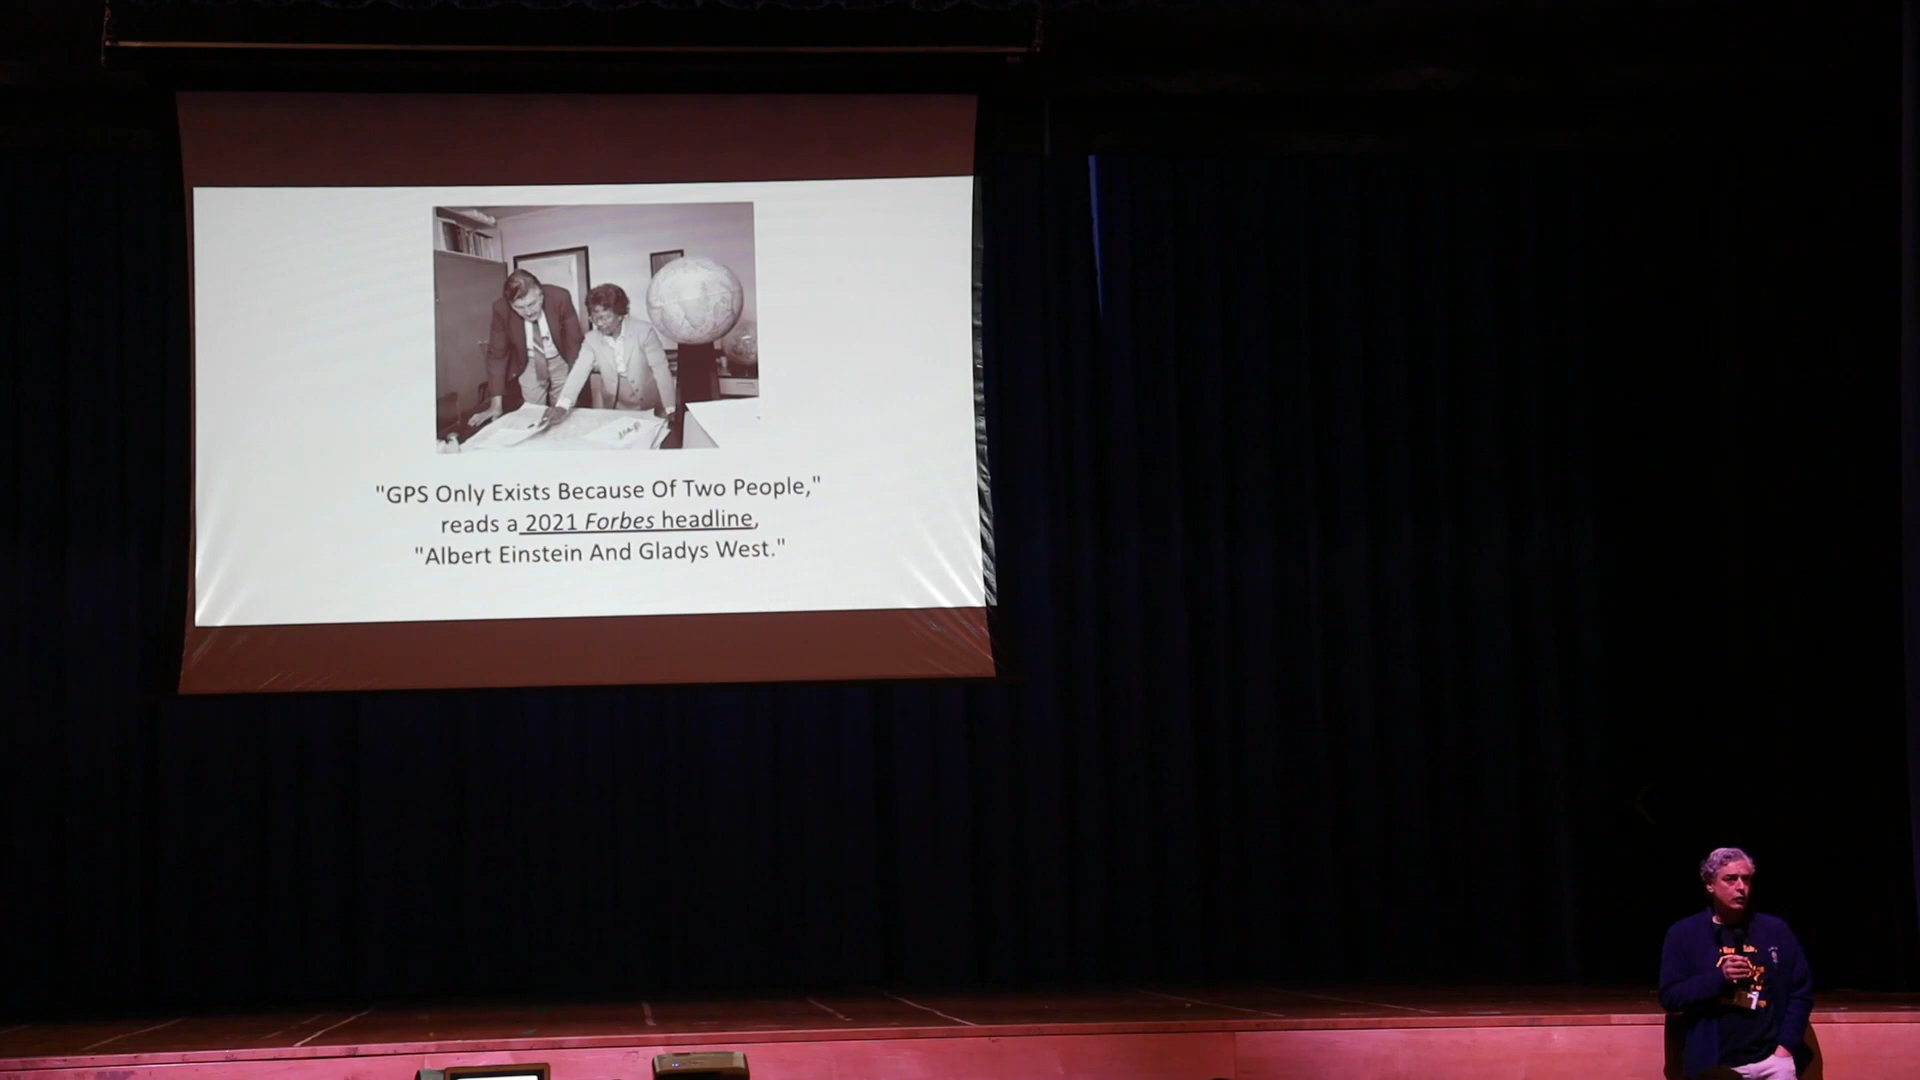 "GPS Only Exists Because Of Two People,"
reads a 2021 Forbes headline,
"Albert Einstein And Gladys West."